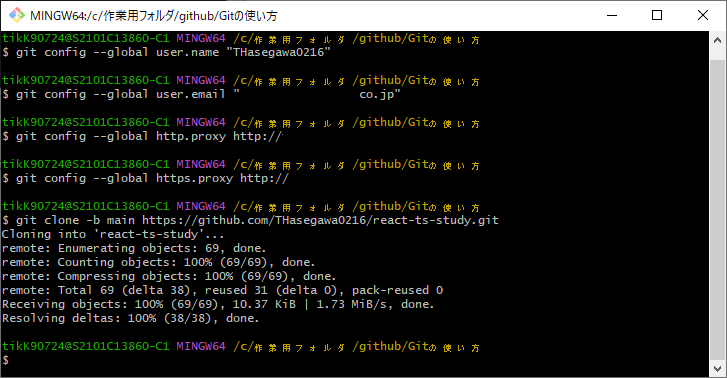 MINGW64:/c/作業用フォルダ/github/Gitの使い方
tikK90724@S2101C13860-C1 MINGW64 /c/作業用フォルダ/github/Gitの使い方
$ git config --global user.name "THasegawa0216"
tikK90724@S2101C13860-C1 MINGW64 /c/作業用フォルダ/github/Gitの使い方
$ git config --global user.email " co.jp"
tikK90724@S2101C13860-C1 MINGW64 /c/作業用フォルダ/github/Gitの使い方
$ git config --global http.proxy http://
tikK90724@S2101C13860-C1 MINGW64 /c/作業用フォルダ/github/Gitの使い方
$ git config --global https.proxy http://
tikK90724@S2101C13860-C1 MINGW64 /c/作業用フォルダ/github/Gitの使い方
$ git clone -b main https://github.com/THasegawa0216/react-ts-study.git
Cloning into 'react-ts-study'...
remote: Enumerating objects: 69, done.
remote: Counting objects: 100% (69/69), done.
remote: Compressing objects: 100% (69/69), done.
remote: Total 69 (delta 38), reused 31 (delta 0), pack-reused 0
Receiving objects: 100% (69/69), 10.37 KiB | 1.73 MiB/s, done.
Resolving deltas: 100% (38/38), done.
tikK90724@S2101C13860-C1 MINGW64 /c/作業用フォルダ/github/Gitの使い方
$